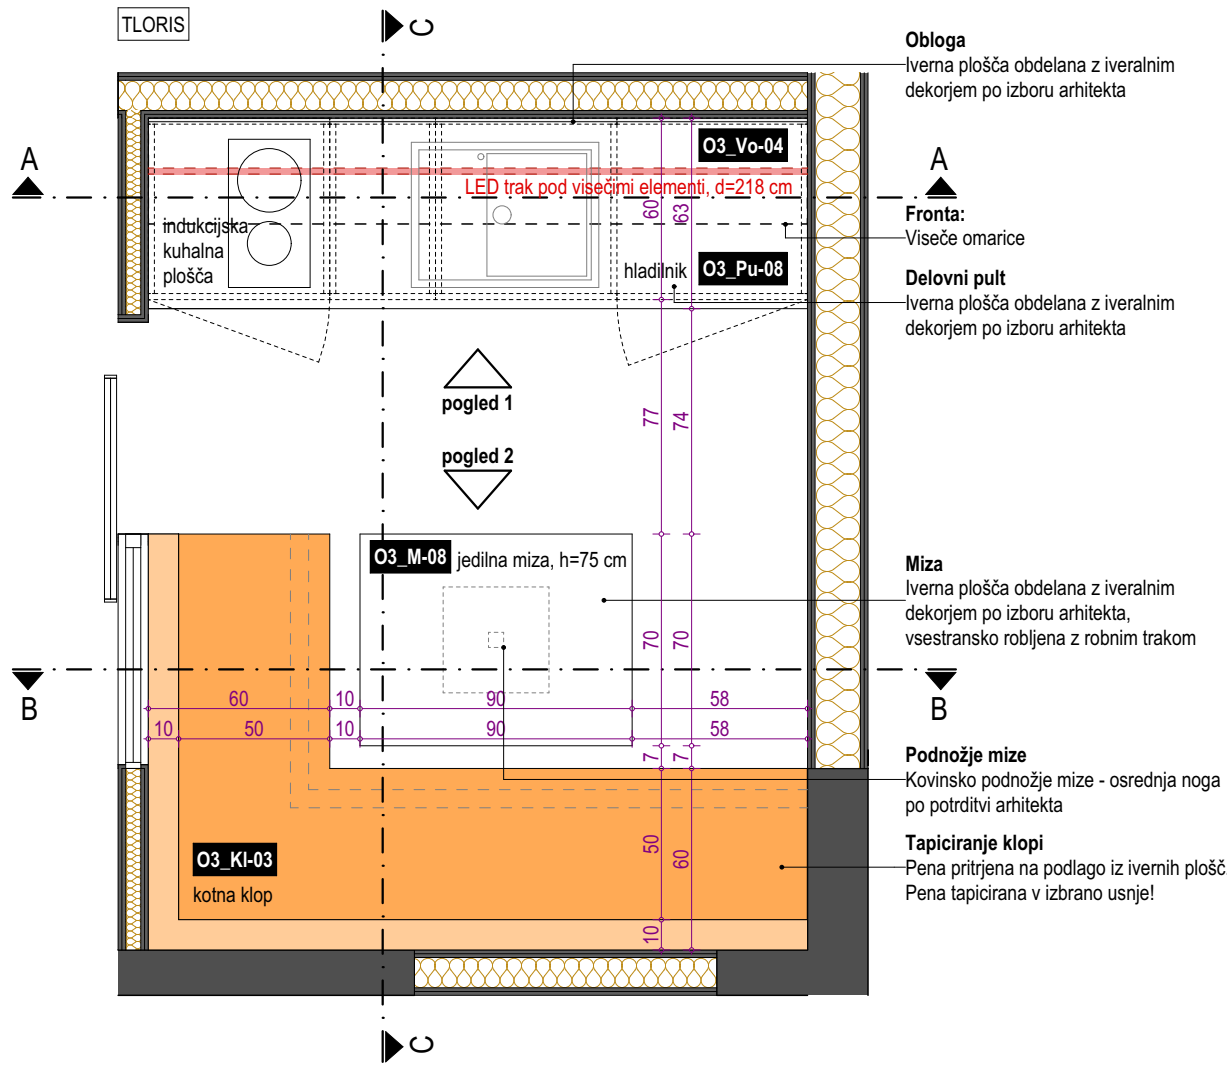 TLORIS
C
Obloga
Iverna plošča obdelana z iveralnim
dekorjem po izboru arhitekta
O3_Vo-04
A
A
LED trak pod visečimi elementi, d=218 cm
60
63
Fronta:
Viseče omarice
indukcijska
kuhalna
plošča
hladilnik
O3_Pu-08
Delovni pult
Iverna plošča obdelana z iveralnim
dekorjem po izboru arhitekta
pogled 1
77
74
pogled 2
O3_M-08
jedilna miza, h=75 cm
Miza
Iverna plošča obdelana z iveralnim
dekorjem po izboru arhitekta,
vsestransko robljena z robnim trakom
70
70
B
B
60
10
90
58
10
50
10
90
58
7
7
Podnožje mize
Kovinsko podnožje mize - osrednja noga
po potrditvi arhitekta
50
60
O3_Kl-03
kotna klop
Tapiciranje klopi
Pena pritrjena na podlago iz ivernih plošč
Pena tapicirana v izbrano usnje!
10
C